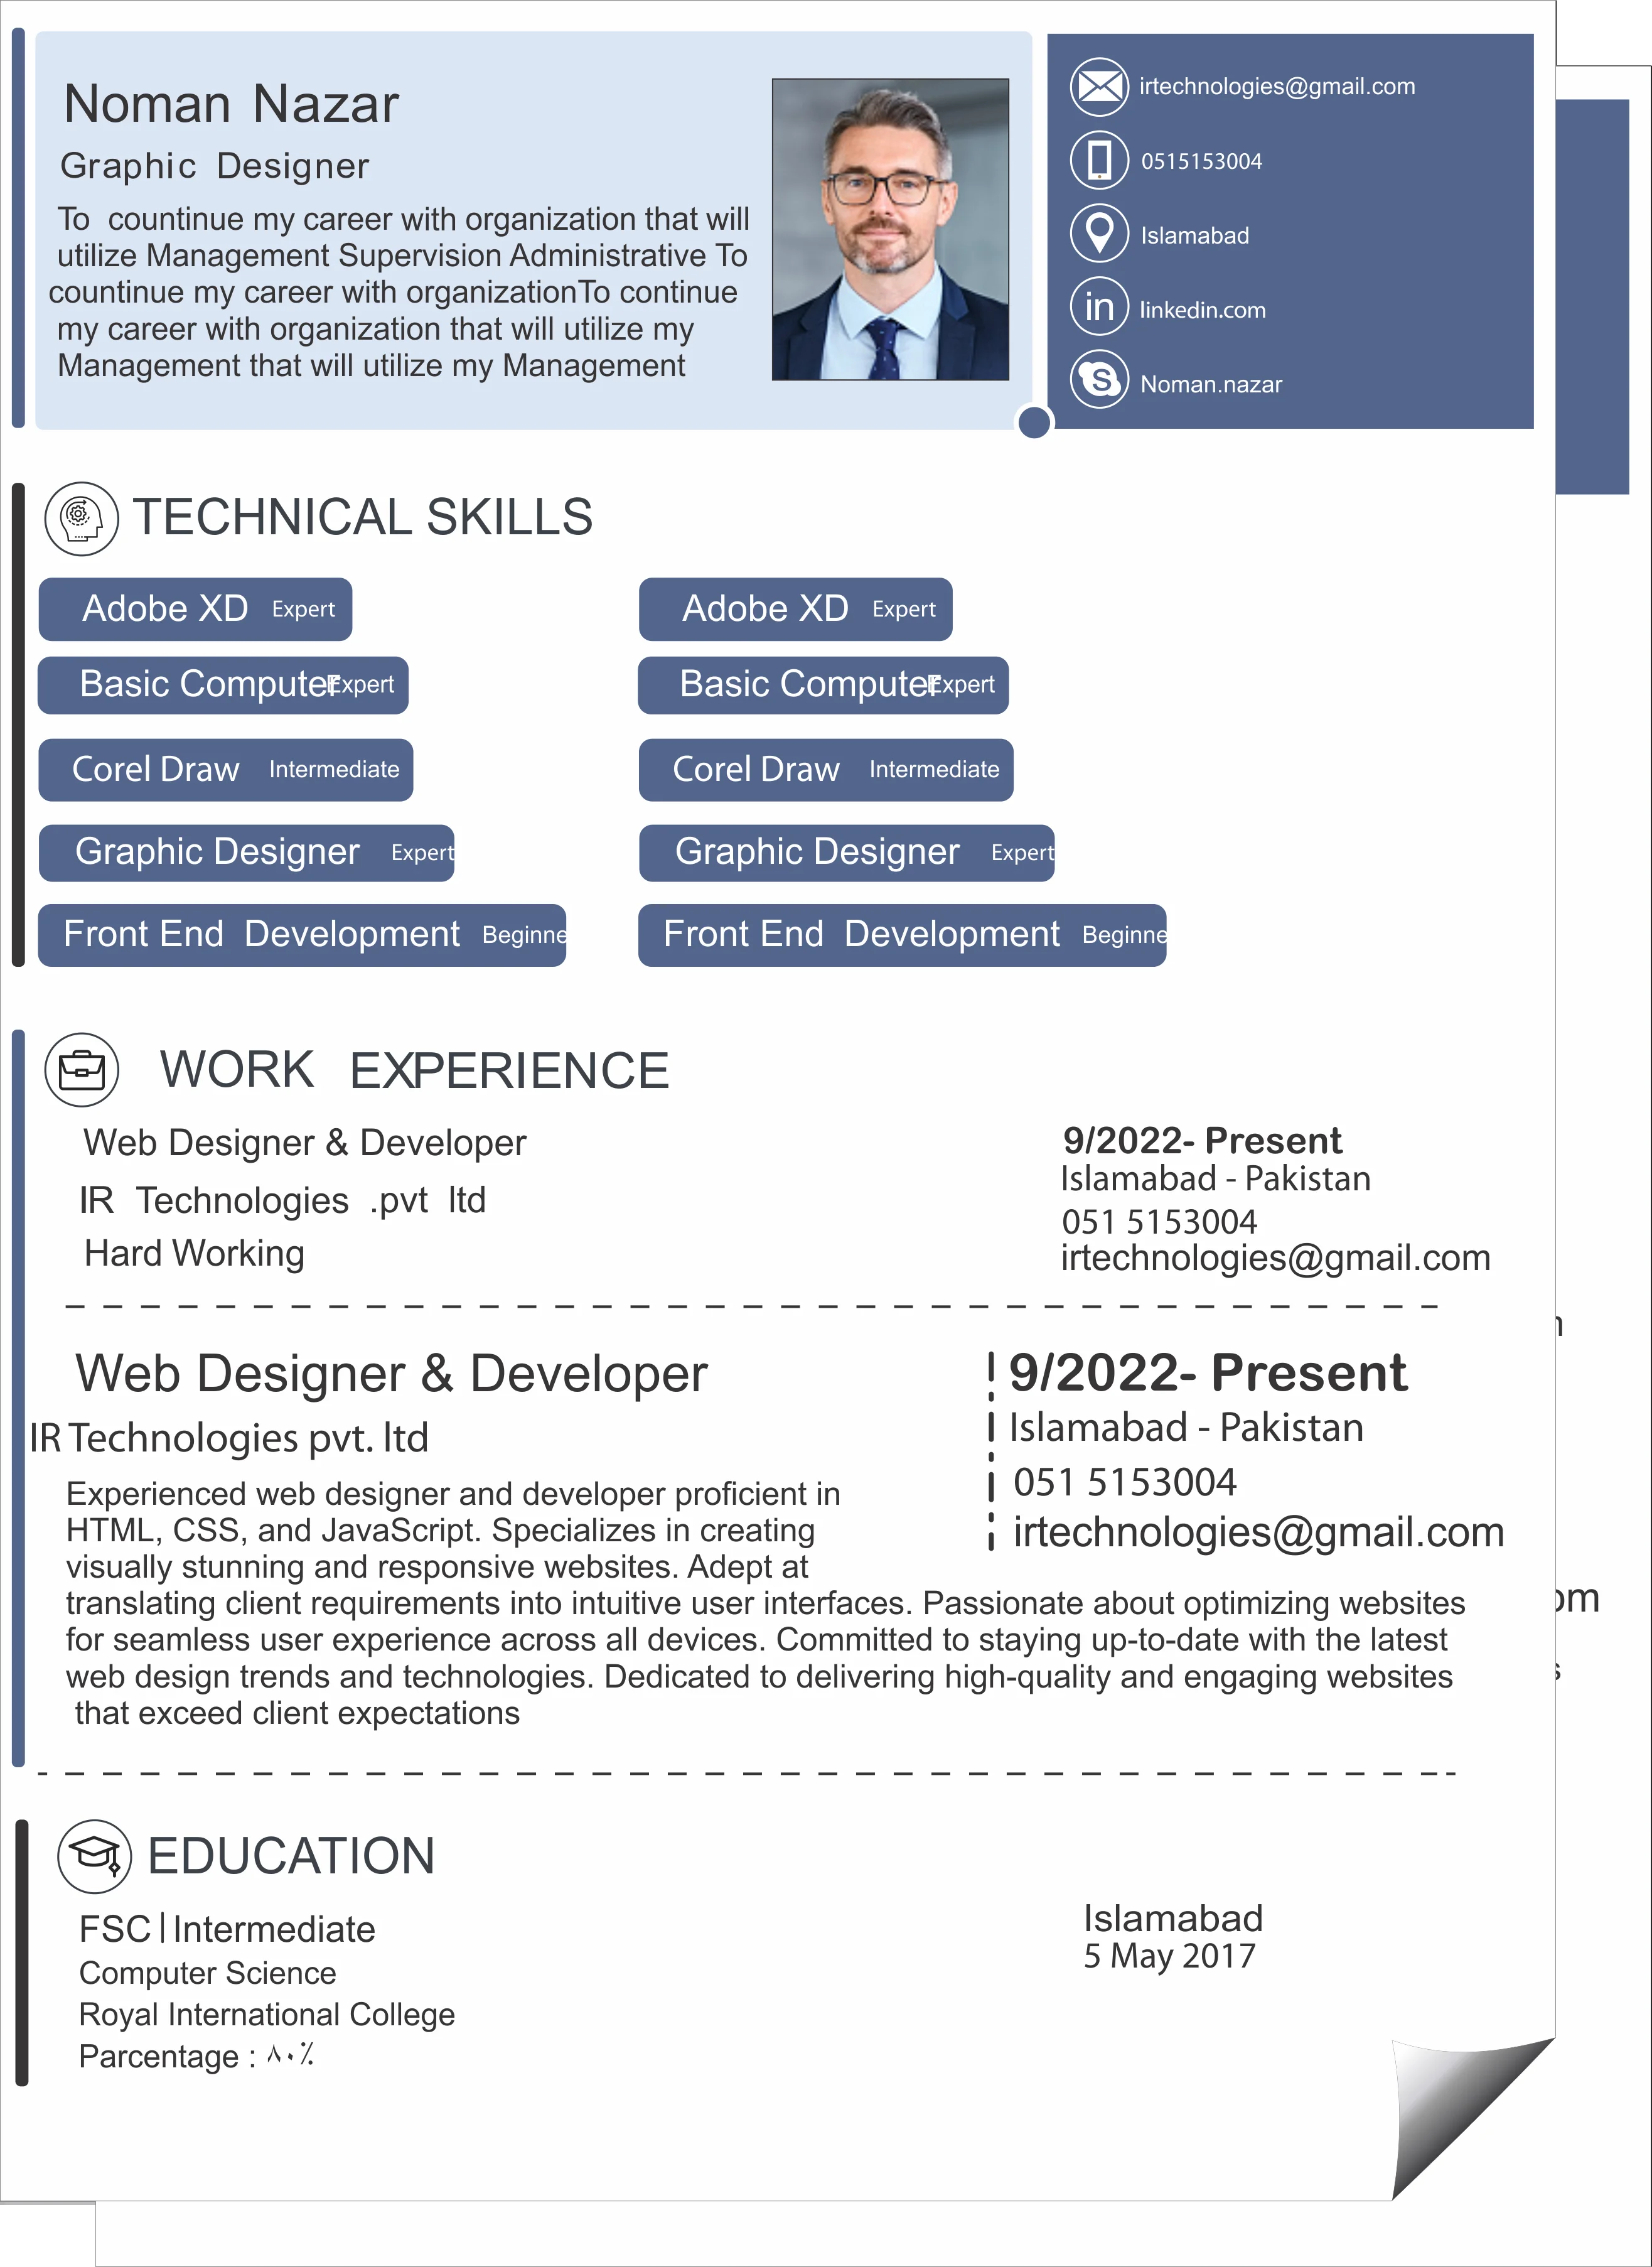 Noman Nazar
Graphic Designer
To countinue my career with organization that will
utilize Management Supervision Administrative To
countinue my career with organizationTo continue
my career with organization that will utilize my
Management that will utilize my Management
irtechnologies@gmail.com
0515153004
Islamabad
in linkedin.com
S Noman.nazar
TECHNICAL SKILLS
Adobe XD Expert
Basic Computer Expert
Corel Draw Intermediate
Graphic Designer Expert
Front End Development Beginne
Adobe XD Expert
Basic Computer Expert
Corel Draw Intermediate
Graphic Designer Expert
Front End Development Beginne
WORK EXPERIENCE
Web Designer & Developer
IR Technologies .pvt ltd
Hard Working
9/2022- Present
Islamabad - Pakistan
051 5153004
irtechnologies@gmail.com
Web Designer & Developer
IR Technologies pvt. ltd
9/2022- Present
Islamabad - Pakistan
051 5153004
irtechnologies@gmail.com
Experienced web designer and developer proficient in
HTML, CSS, and JavaScript. Specializes in creating
visually stunning and responsive websites. Adept at
translating client requirements into intuitive user interfaces. Passionate about optimizing websites
for seamless user experience across all devices. Committed to staying up-to-date with the latest
web design trends and technologies. Dedicated to delivering high-quality and engaging websites
that exceed client expectations
EDUCATION
FSC|Intermediate
Computer Science
Royal International College
Parcentage : ٨٠٪
Islamabad
5 May 2017